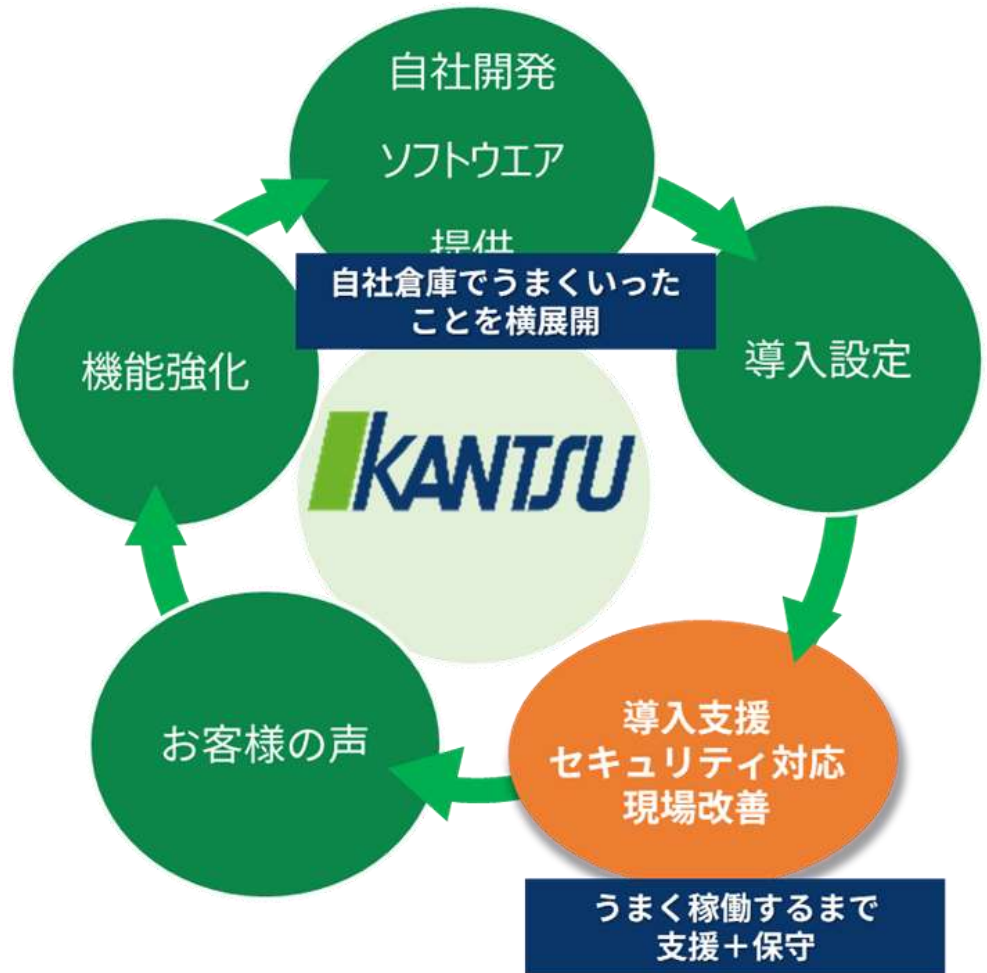 自社開発
ソフトウエア
提供
自社倉庫でうまくいった
ことを横展開
機能強化
導入設定
KANTSU
お客様の声
導入支援
セキュリティ対応
現場改善
うまく稼働するまで
支援＋保守